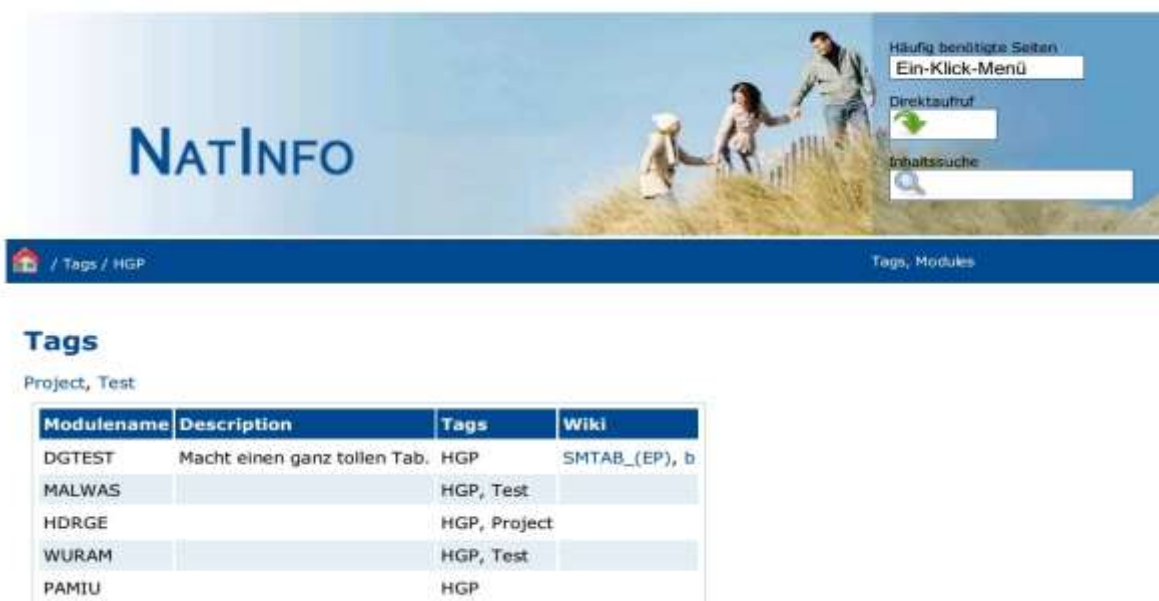 Häufig benötigte Seiten
Ein-Klick-Menü
Direktaufruf
Inhaltssuche
NATINFO
/ Tags / HGP
Tags, Modules
Tags
Project, Test
Modulename Description Tags Wiki
DGTEST Macht einen ganz tollen Tab. HGP SMTAB_(EP), b
MALWAS HGP, Test
HDRGE HGP, Project
WURAM HGP, Test
PAMIU HGP